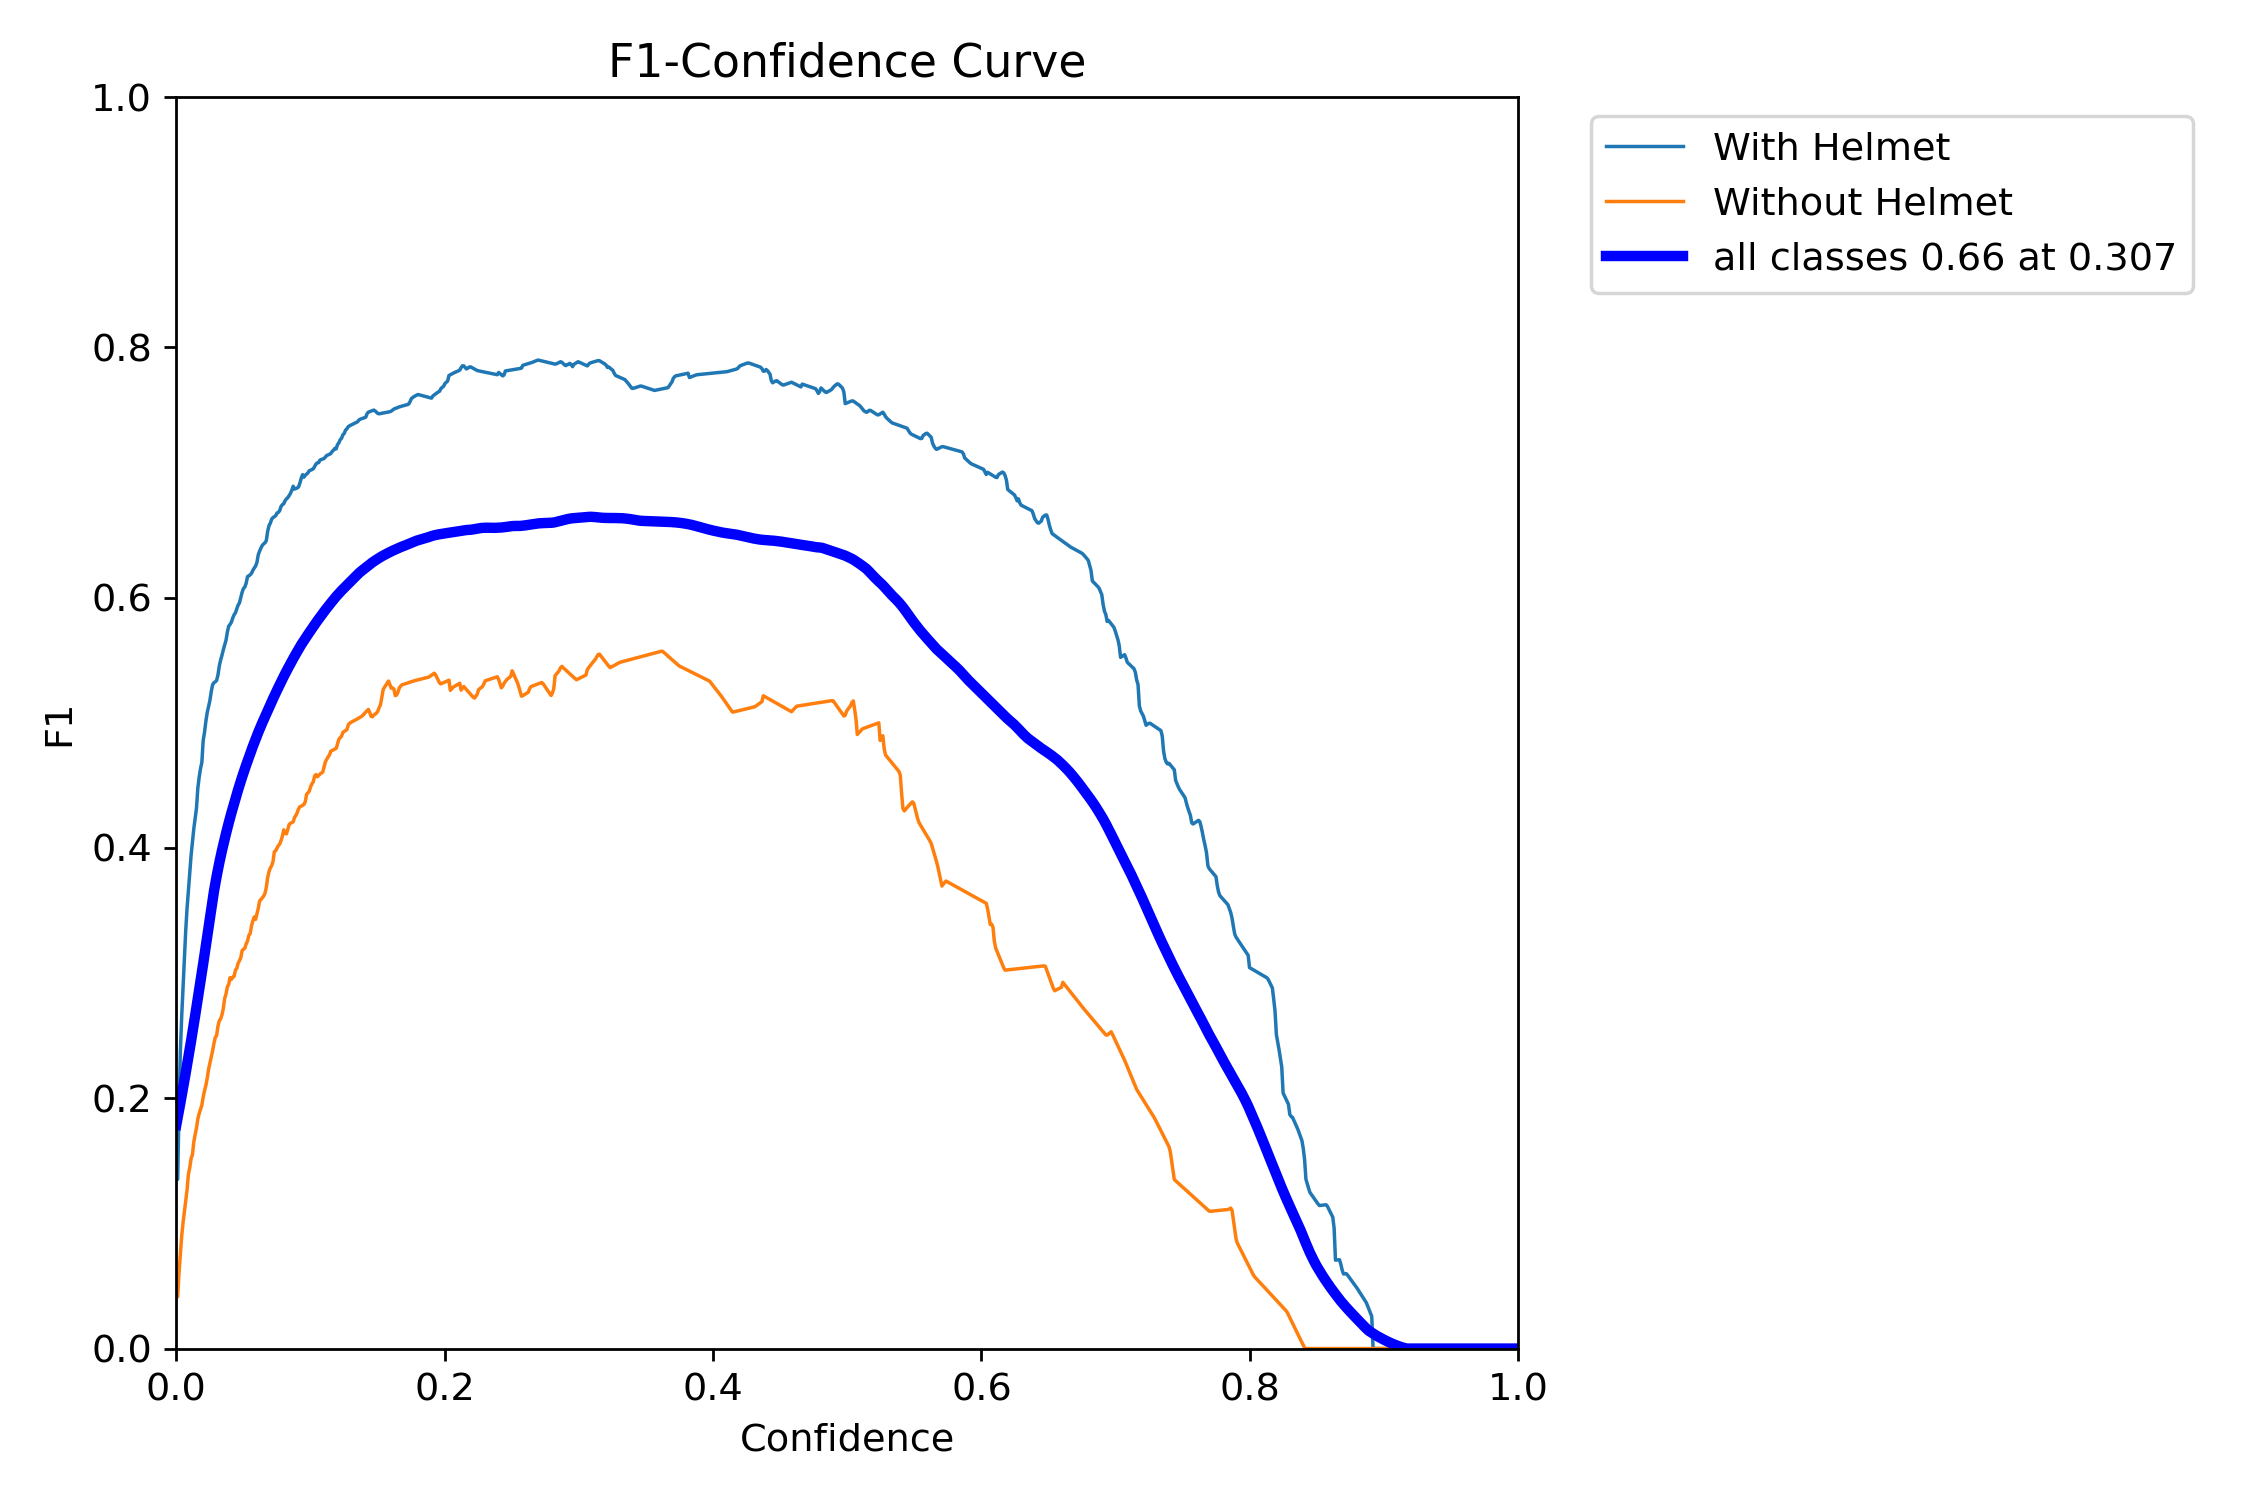 F1-Confidence Curve
1.0
0.8
0.6
0.4
0.2
0.0
F1
0.0 0.2 0.4 0.6 0.8 1.0
Confidence
With Helmet
Without Helmet
all classes 0.66 at 0.307